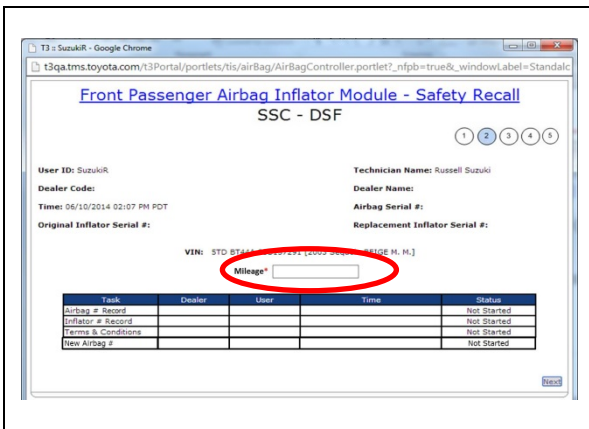 T3 :: SuzukiR - Google Chrome
t3qa.tms.toyota.com/t3Portal/portlets/tis/airBag/AirBagController.portlet?_nfpb=true&_windowLabel=Standalc
Front Passenger Airbag Inflator Module - Safety Recall
SSC - DSF
1 2 3 4 5
User ID: SuzukiR Technician Name: Russell Suzuki
Dealer Code: Dealer Name:
Time: 06/10/2014 02:07 PM PDT Airbag Serial #:
Original Inflator Serial #: Replacement Inflator Serial #:
VIN: 5TD M. M.]
Mileage*
Task Dealer User Time Status
Airbag # Record Not Started
Inflator # Record Not Started
Terms & Conditions Not Started
New Airbag # Not Started
Next